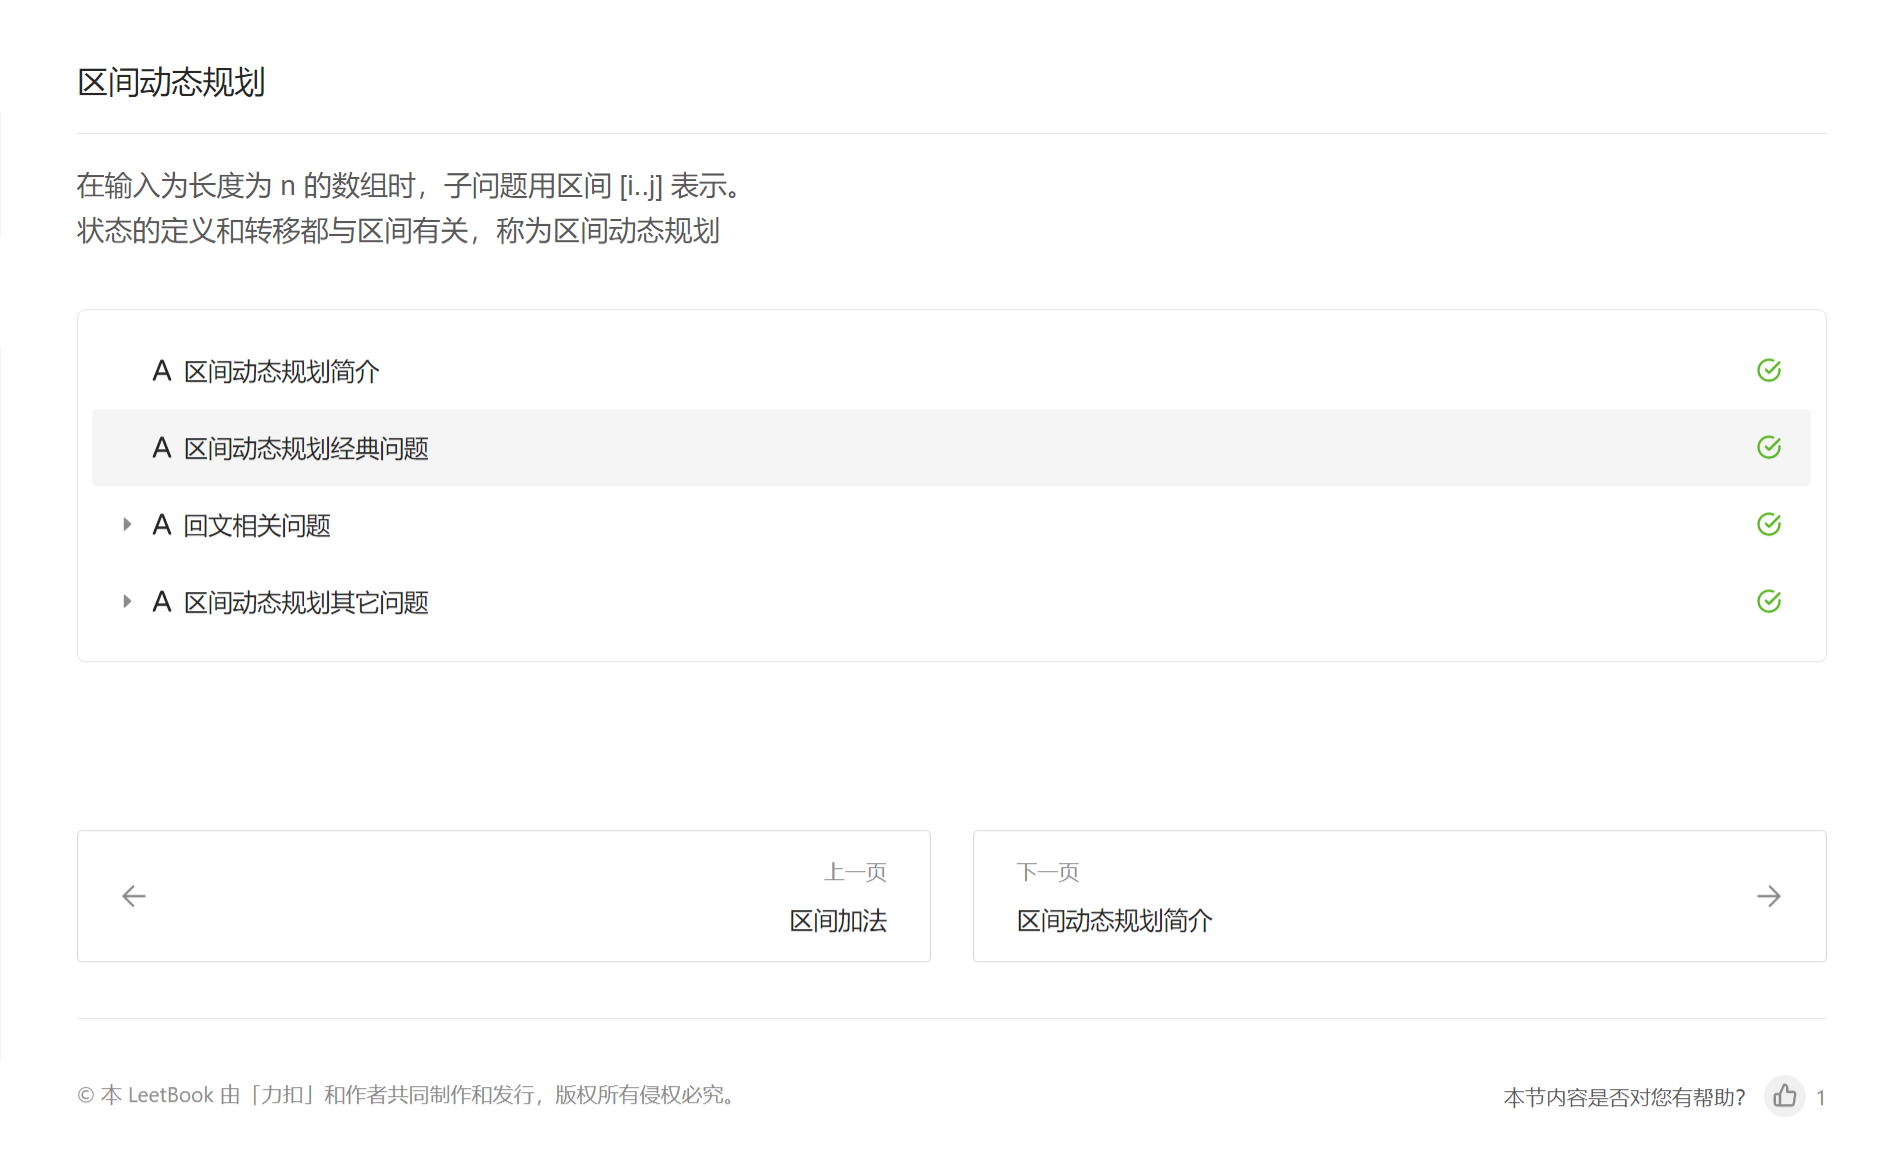 区间动态规划
在输入为长度为 n 的数组时，子问题用区间 [i..j] 表示。
状态的定义和转移都与区间有关，称为区间动态规划
A 区间动态规划简介
A 区间动态规划经典问题
A 回文相关问题
A 区间动态规划其它问题
上一页
区间加法
下一页
区间动态规划简介
© 本 LeetBook 由「力扣」和作者共同制作和发行，版权所有侵权必究。
本节内容是否对您有帮助？ 1